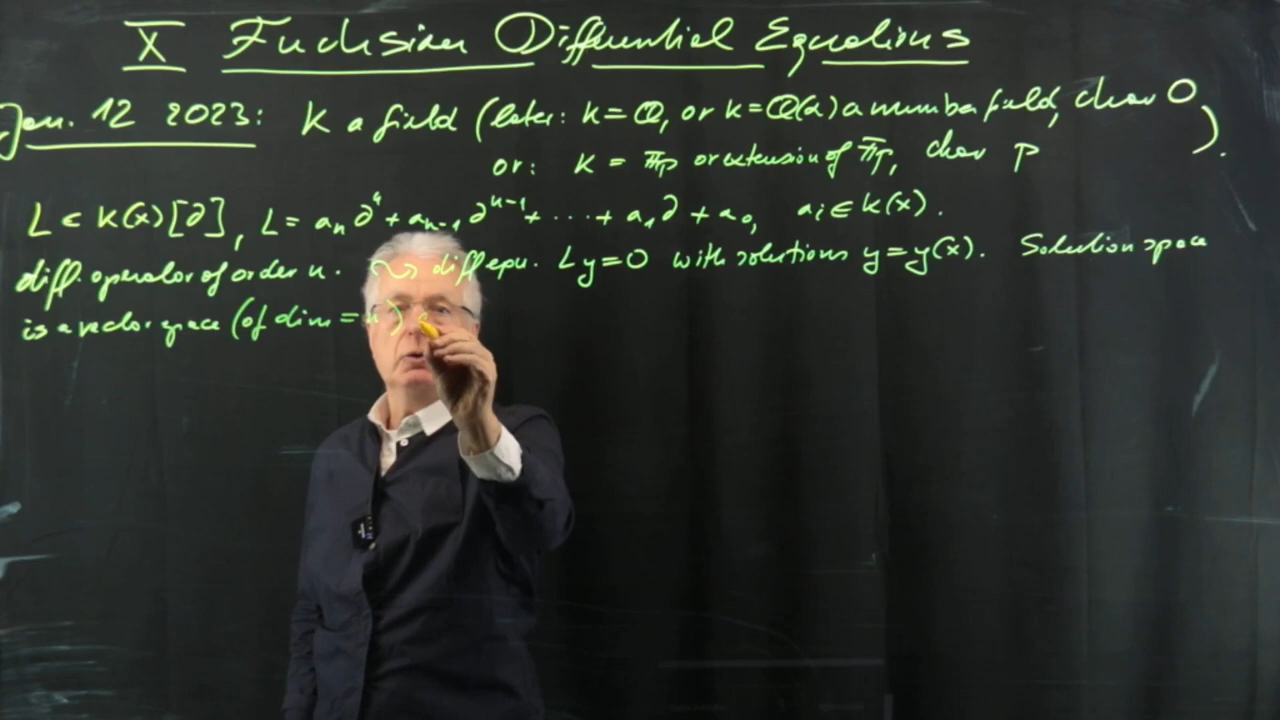 X Fuchsian Differential Equations
Jan. 12 2023: K a field (later: K = ℚ, or K = ℚ(α) a number field, char 0,
or: K = 𝔽p or extension of 𝔽p, char p).
L ∈ K(x)[∂], L = aₙ∂ⁿ + aₙ₋₁∂ⁿ⁻¹ + ··· + a₁∂ + a₀, aᵢ ∈ K(x).
diff. operator of order n. ⤳ diff equ. Ly=0 with solutions y=y(x). Solution space
is a vector space (of dim = n)